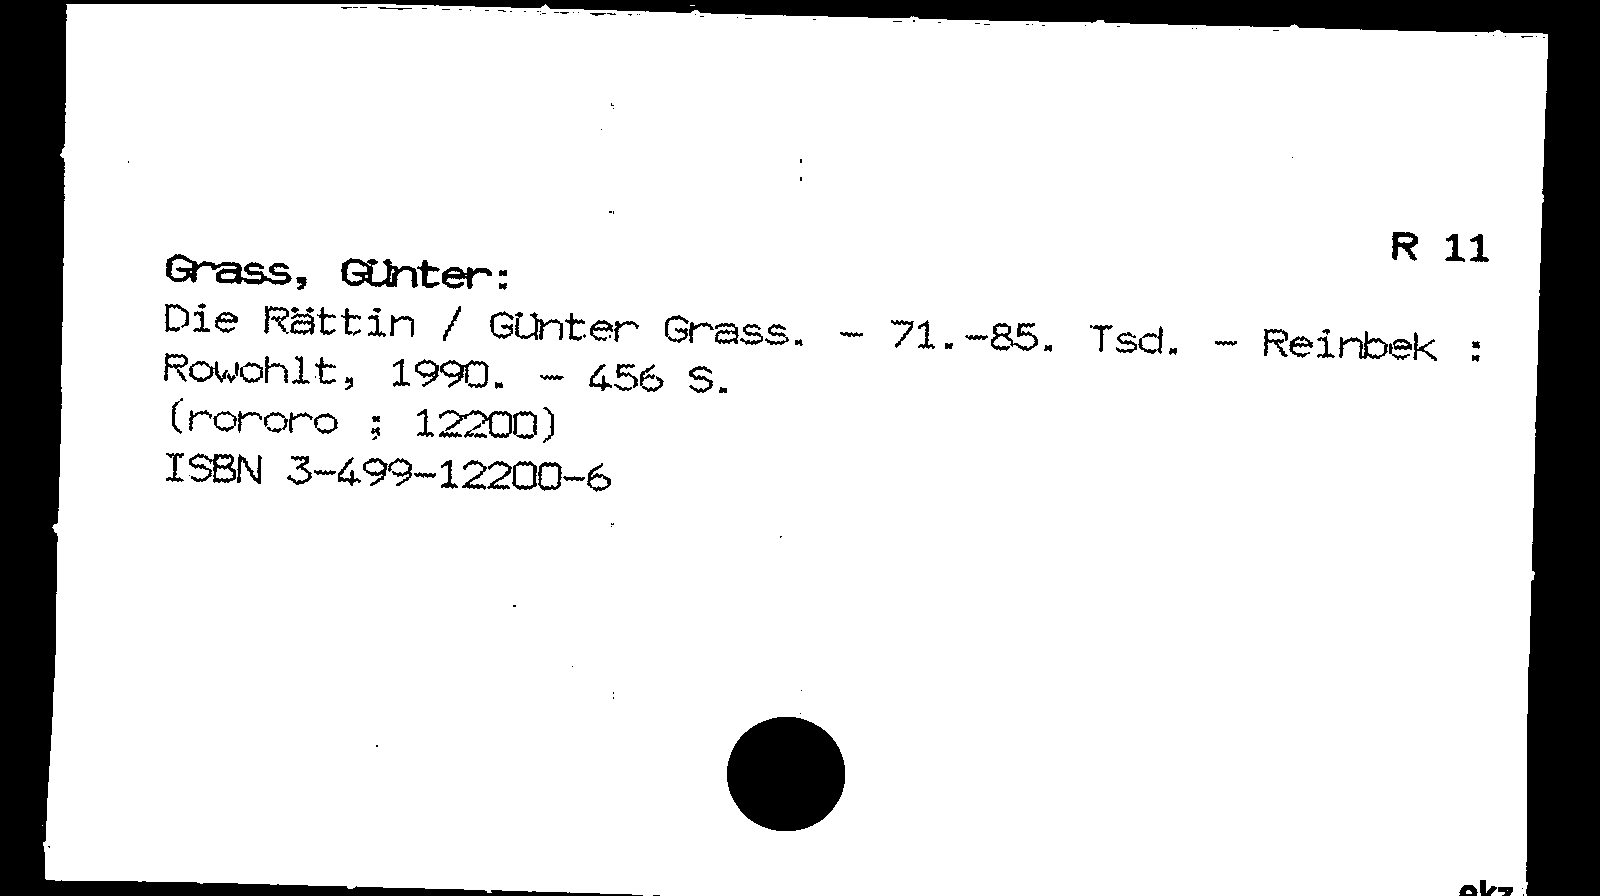 R 11
Grass, Günter:
Die Rättin / Günter Grass. - 71.-85. Tsd. - Reinbek :
Rowohlt, 1990. - 456 S.
(rororo ; 12200)
ISBN 3-499-12200-6
ekz